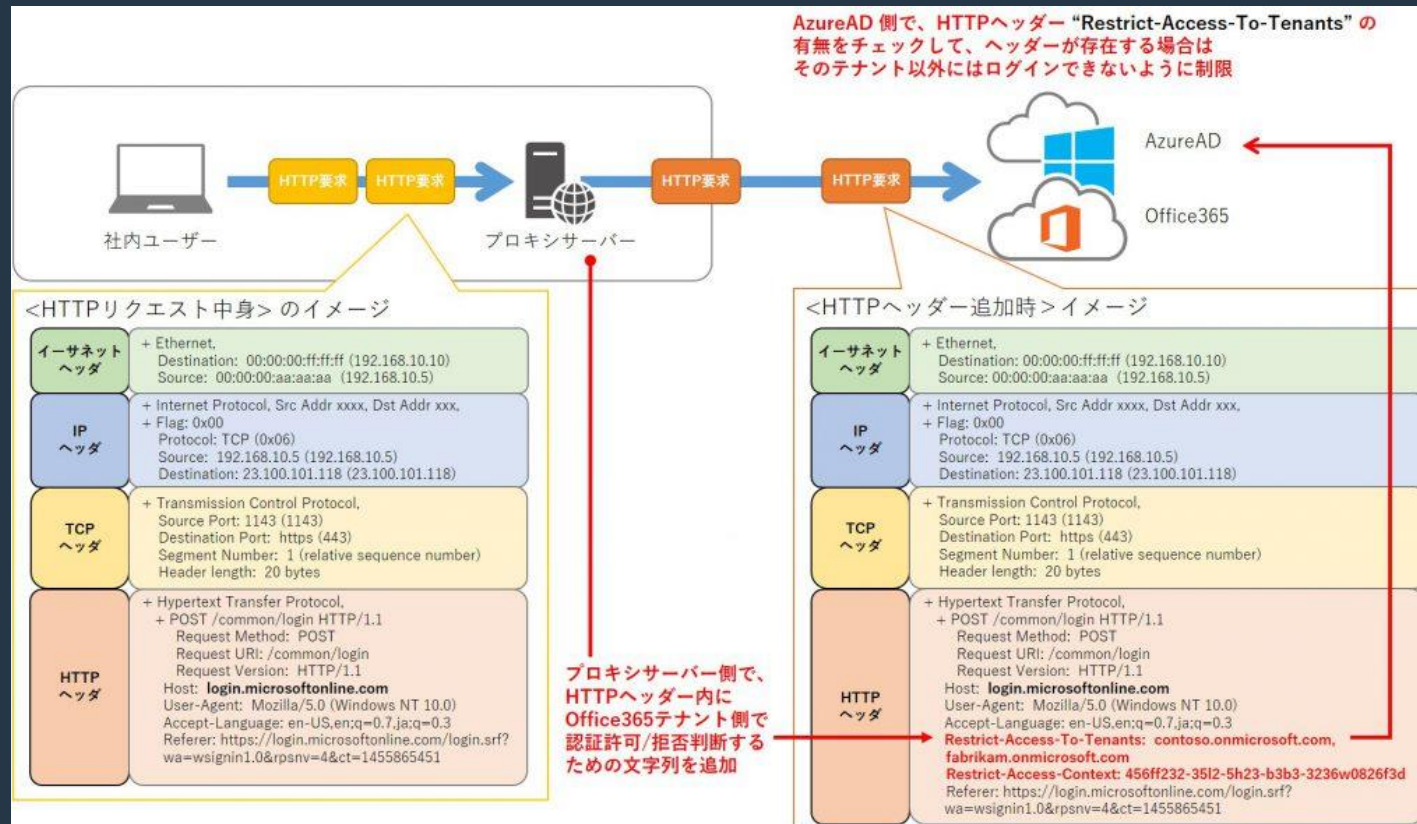 AzureAD 側で、HTTPヘッダー “Restrict-Access-To-Tenants” の
有無をチェックして、ヘッダーが存在する場合は
そのテナント以外にはログインできないように制限
HTTP要求
HTTP要求
HTTP要求
HTTP要求
AzureAD
Office365
社内ユーザー
プロキシサーバー
<HTTPリクエスト中身> のイメージ
イーサネット
ヘッダ
+ Ethernet,
Destination: 00:00:00:ff:ff:ff (192.168.10.10)
Source: 00:00:00:aa:aa:aa (192.168.10.5)
IP
ヘッダ
+ Internet Protocol, Src Addr xxxx, Dst Addr xxx,
+ Flag: 0x00
Protocol: TCP (0x06)
Source: 192.168.10.5 (192.168.10.5)
Destination: 23.100.101.118 (23.100.101.118)
TCP
ヘッダ
+ Transmission Control Protocol,
Source Port: 1143 (1143)
Destination Port: https (443)
Segment Number: 1 (relative sequence number)
Header length: 20 bytes
HTTP
ヘッダ
+ Hypertext Transfer Protocol,
+ POST /common/login HTTP/1.1
Request Method: POST
Request URI: /common/login
Request Version: HTTP/1.1
Host: login.microsoftonline.com
User-Agent: Mozilla/5.0 (Windows NT 10.0)
Accept-Language: en-US,en;q=0.7,ja;q=0.3
Referer: https://login.microsoftonline.com/login.srf?
wa=wsignin1.0&rpsnv=4&ct=1455865451
プロキシサーバー側で、
HTTPヘッダー内に
Office365テナント側で
認証許可/拒否判断する
ための文字列を追加
<HTTPヘッダー追加時>イメージ
イーサネット
ヘッダ
+ Ethernet,
Destination: 00:00:00:ff:ff:ff (192.168.10.10)
Source: 00:00:00:aa:aa:aa (192.168.10.5)
IP
ヘッダ
+ Internet Protocol, Src Addr xxxx, Dst Addr xxx,
+ Flag: 0x00
Protocol: TCP (0x06)
Source: 192.168.10.5 (192.168.10.5)
Destination: 23.100.101.118 (23.100.101.118)
TCP
ヘッダ
+ Transmission Control Protocol,
Source Port: 1143 (1143)
Destination Port: https (443)
Segment Number: 1 (relative sequence number)
Header length: 20 bytes
HTTP
ヘッダ
+ Hypertext Transfer Protocol,
+ POST /common/login HTTP/1.1
Request Method: POST
Request URI: /common/login
Request Version: HTTP/1.1
Host: login.microsoftonline.com
User-Agent: Mozilla/5.0 (Windows NT 10.0)
Accept-Language: en-US,en;q=0.7,ja;q=0.3
Restrict-Access-To-Tenants: contoso.onmicrosoft.com,
fabrikam.onmicrosoft.com
Restrict-Access-Context: 456ff232-35l2-5h23-b3b3-3236w0826f3d
Referer: https://login.microsoftonline.com/login.srf?
wa=wsignin1.0&rpsnv=4&ct=1455865451